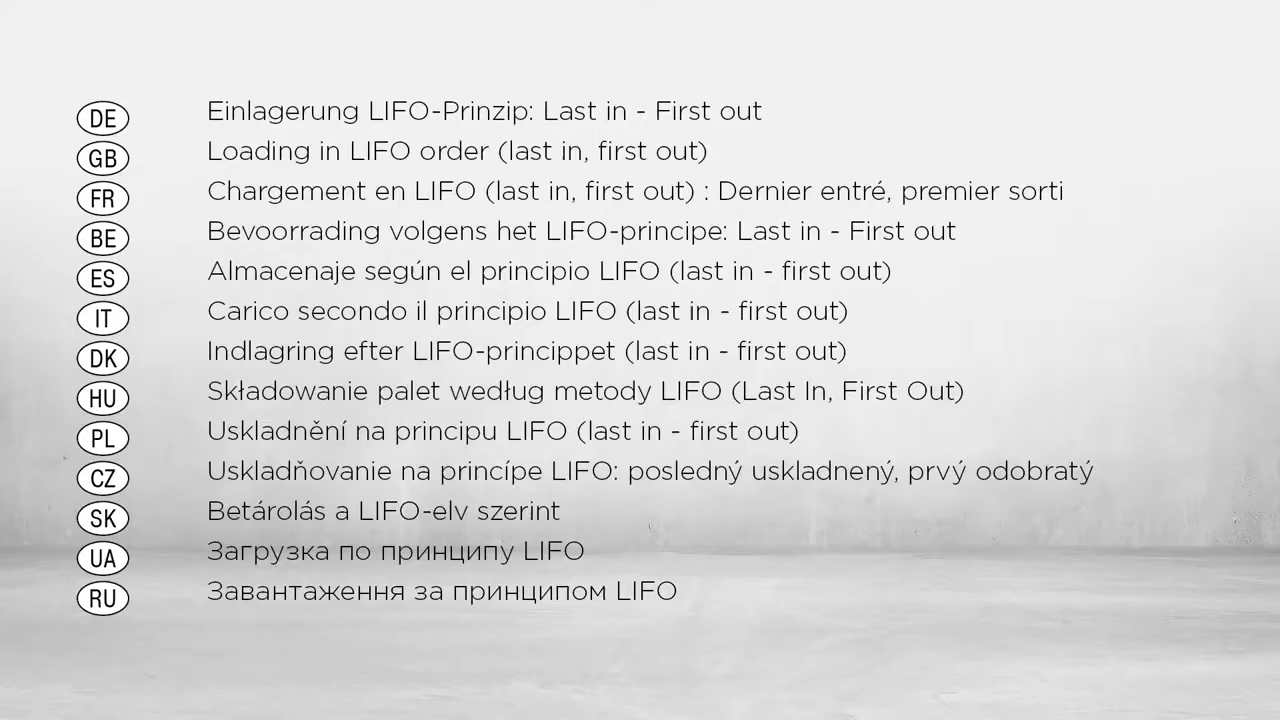 DE Einlagerung LIFO-Prinzip: Last in - First out
GB Loading in LIFO order (last in, first out)
FR Chargement en LIFO (last in, first out) : Dernier entré, premier sorti
BE Bevoorrading volgens het LIFO-principe: Last in - First out
ES Almacenaje según el principio LIFO (last in - first out)
IT Carico secondo il principio LIFO (last in - first out)
DK Indlagring efter LIFO-princippet (last in - first out)
HU Składowanie palet według metody LIFO (Last In, First Out)
PL Uskladnění na principu LIFO (last in - first out)
CZ Uskladňovanie na princípe LIFO: posledný uskladnený, prvý odobratý
SK Betárolás a LIFO-elv szerint
UA Загрузка по принципу LIFO
RU Завантаження за принципом LIFO